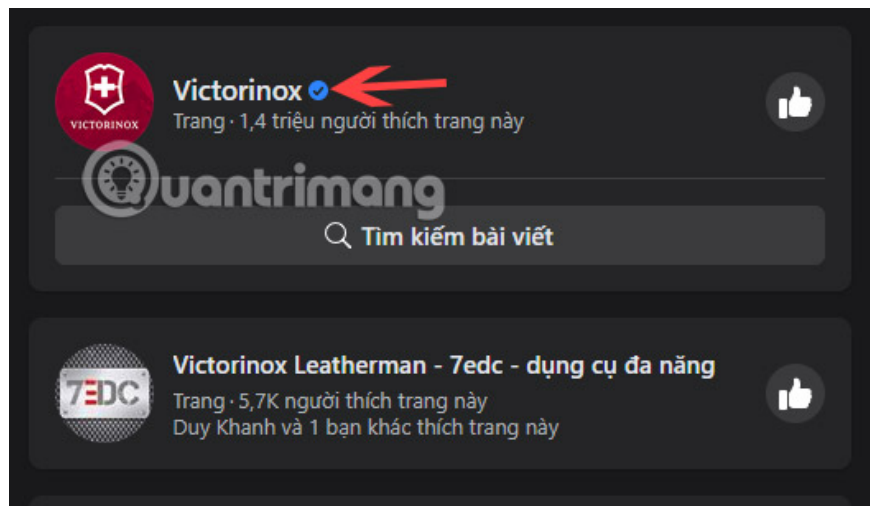 Victorinox
VICTORINOX
Trang · 1,4 triệu người thích trang này
Quantrimang
Tìm kiếm bài viết
Victorinox Leatherman - 7edc - dụng cụ đa năng
7EDC
Trang · 5,7K người thích trang này
Duy Khanh và 1 bạn khác thích trang này